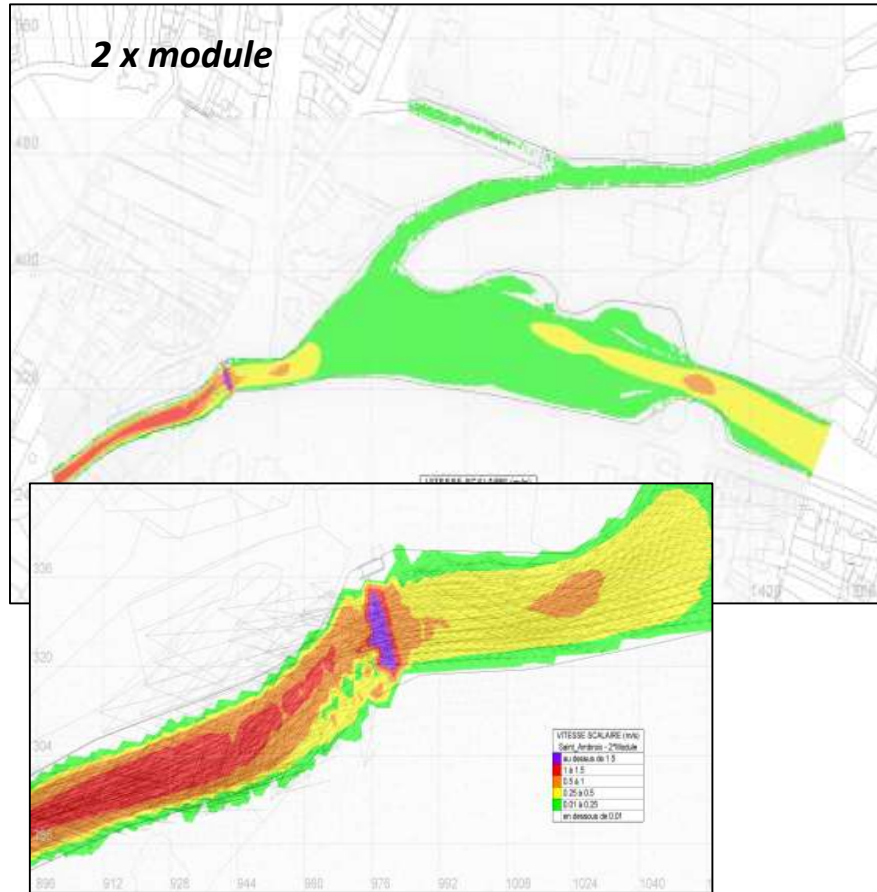 2 x module
560
480
400
320
336
320
304
VITESSE SCALAIRE (m/s)
Saint_Ambroix - 2*Module
au dessus de 1.5
1 à 1.5
0.5 à 1
0.25 à 0.5
0.01 à 0.25
en dessous de 0.01
896 912 928 944 960 976 992 1008 1024 1040